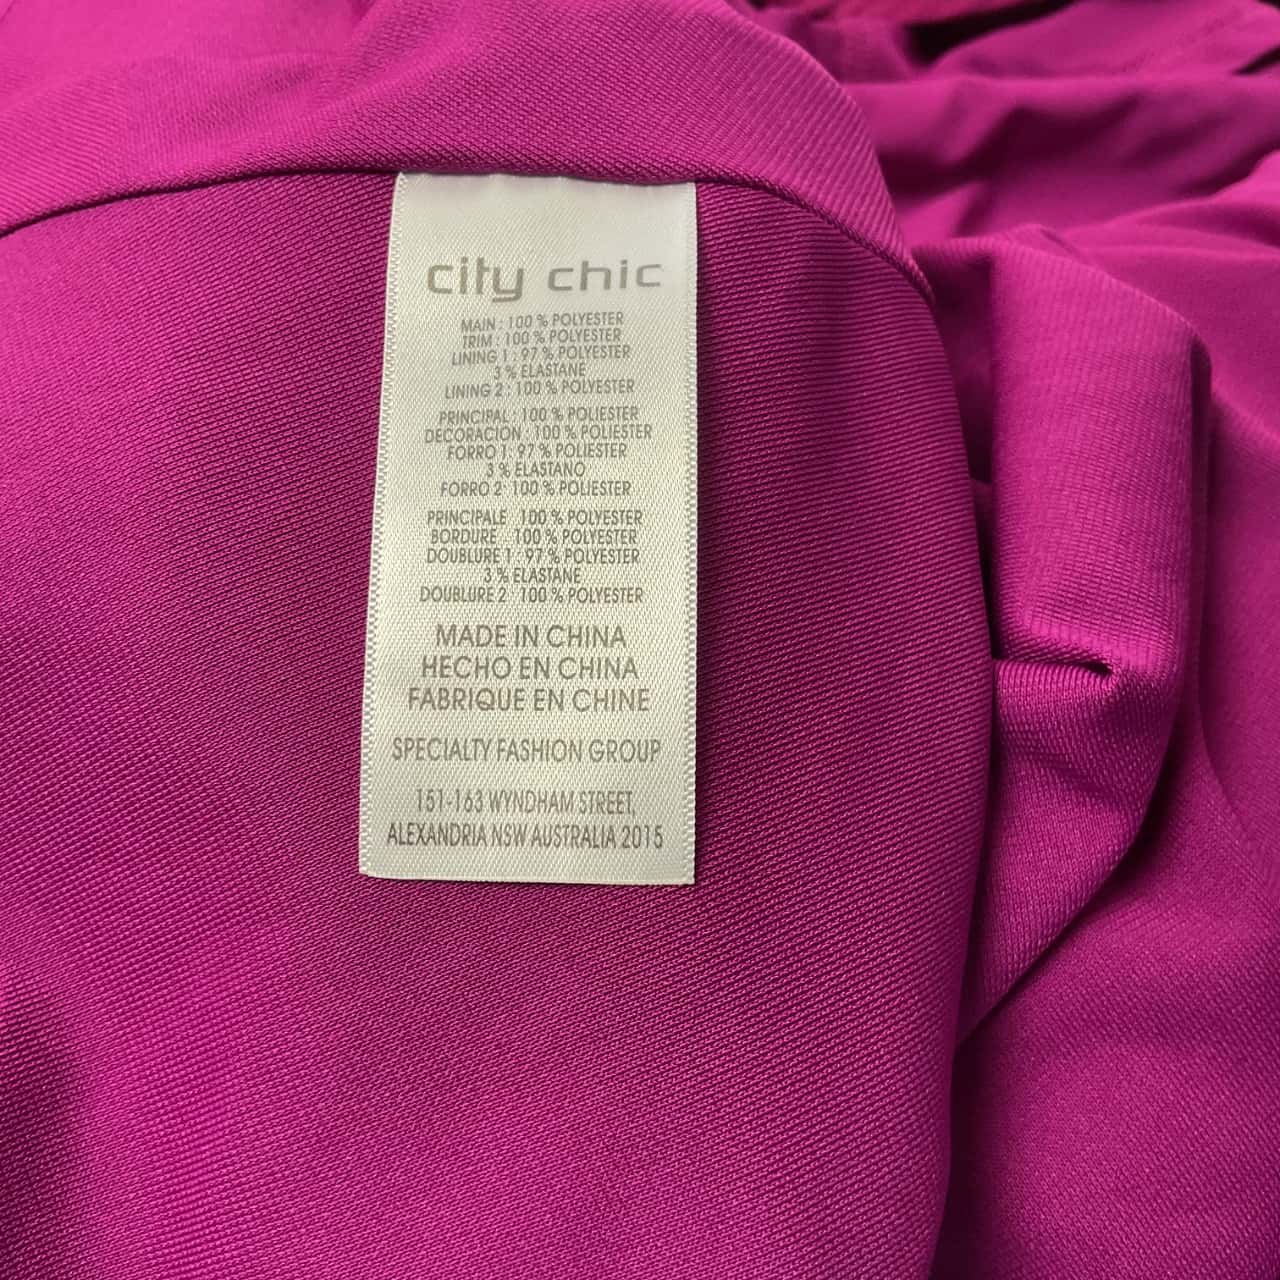 city chic
MAIN : 100 % POLYESTER
TRIM : 100 % POLYESTER
LINING 1 : 97 % POLYESTER
3 % ELASTANE
LINING 2 : 100 % POLYESTER
PRINCIPAL : 100 % POLIESTER
DECORACION : 100 % POLIESTER
FORRO 1: 97 % POLIESTER
3 % ELASTANO
FORRO 2: 100 % POLIESTER
PRINCIPALE 100 % POLYESTER
BORDURE 100 % POLYESTER
DOUBLURE 1 : 97 % POLYESTER
3 % ELASTANE
DOUBLURE 2 100 % POLYESTER
MADE IN CHINA
HECHO EN CHINA
FABRIQUE EN CHINE
SPECIALTY FASHION GROUP
151-163 WYNDHAM STREET,
ALEXANDRIA NSW AUSTRALIA 2015